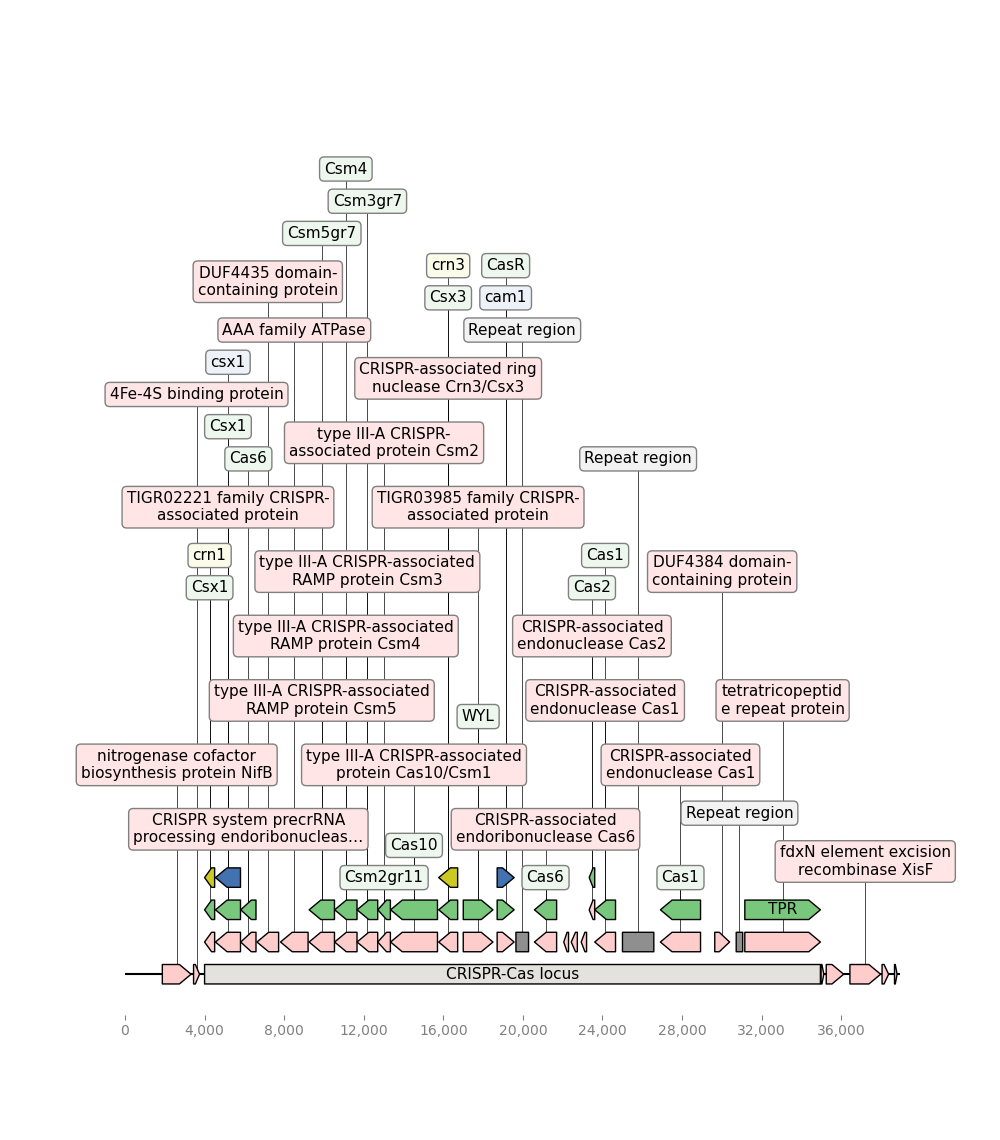 Csm4
Csm3gr7
Csm5gr7
crn3
CasR
DUF4435 domain-
containing protein
Csx3
cam1
AAA family ATPase
Repeat region
csx1
CRISPR-associated ring
nuclease Crn3/Csx3
4Fe-4S binding protein
Csx1
type III-A CRISPR-
associated protein Csm2
Cas6
Repeat region
TIGR02221 family CRISPR-
associated protein
TIGR03985 family CRISPR-
associated protein
crn1
Cas1
type III-A CRISPR-associated
RAMP protein Csm3
DUF4384 domain-
containing protein
Csx1
Cas2
type III-A CRISPR-associated
RAMP protein Csm4
CRISPR-associated
endonuclease Cas2
type III-A CRISPR-associated
RAMP protein Csm5
CRISPR-associated
endonuclease Cas1
tetratricopeptid
e repeat protein
WYL
nitrogenase cofactor
biosynthesis protein NifB
type III-A CRISPR-associated
protein Cas10/Csm1
CRISPR-associated
endonuclease Cas1
Repeat region
CRISPR system precrRNA
processing endoribonucleas...
CRISPR-associated
endoribonuclease Cas6
Cas10
fdxN element excision
recombinase XisF
Csm2gr11
Cas6
Cas1
TPR
CRISPR-Cas locus
0
4,000
8,000
12,000
16,000
20,000
24,000
28,000
32,000
36,000